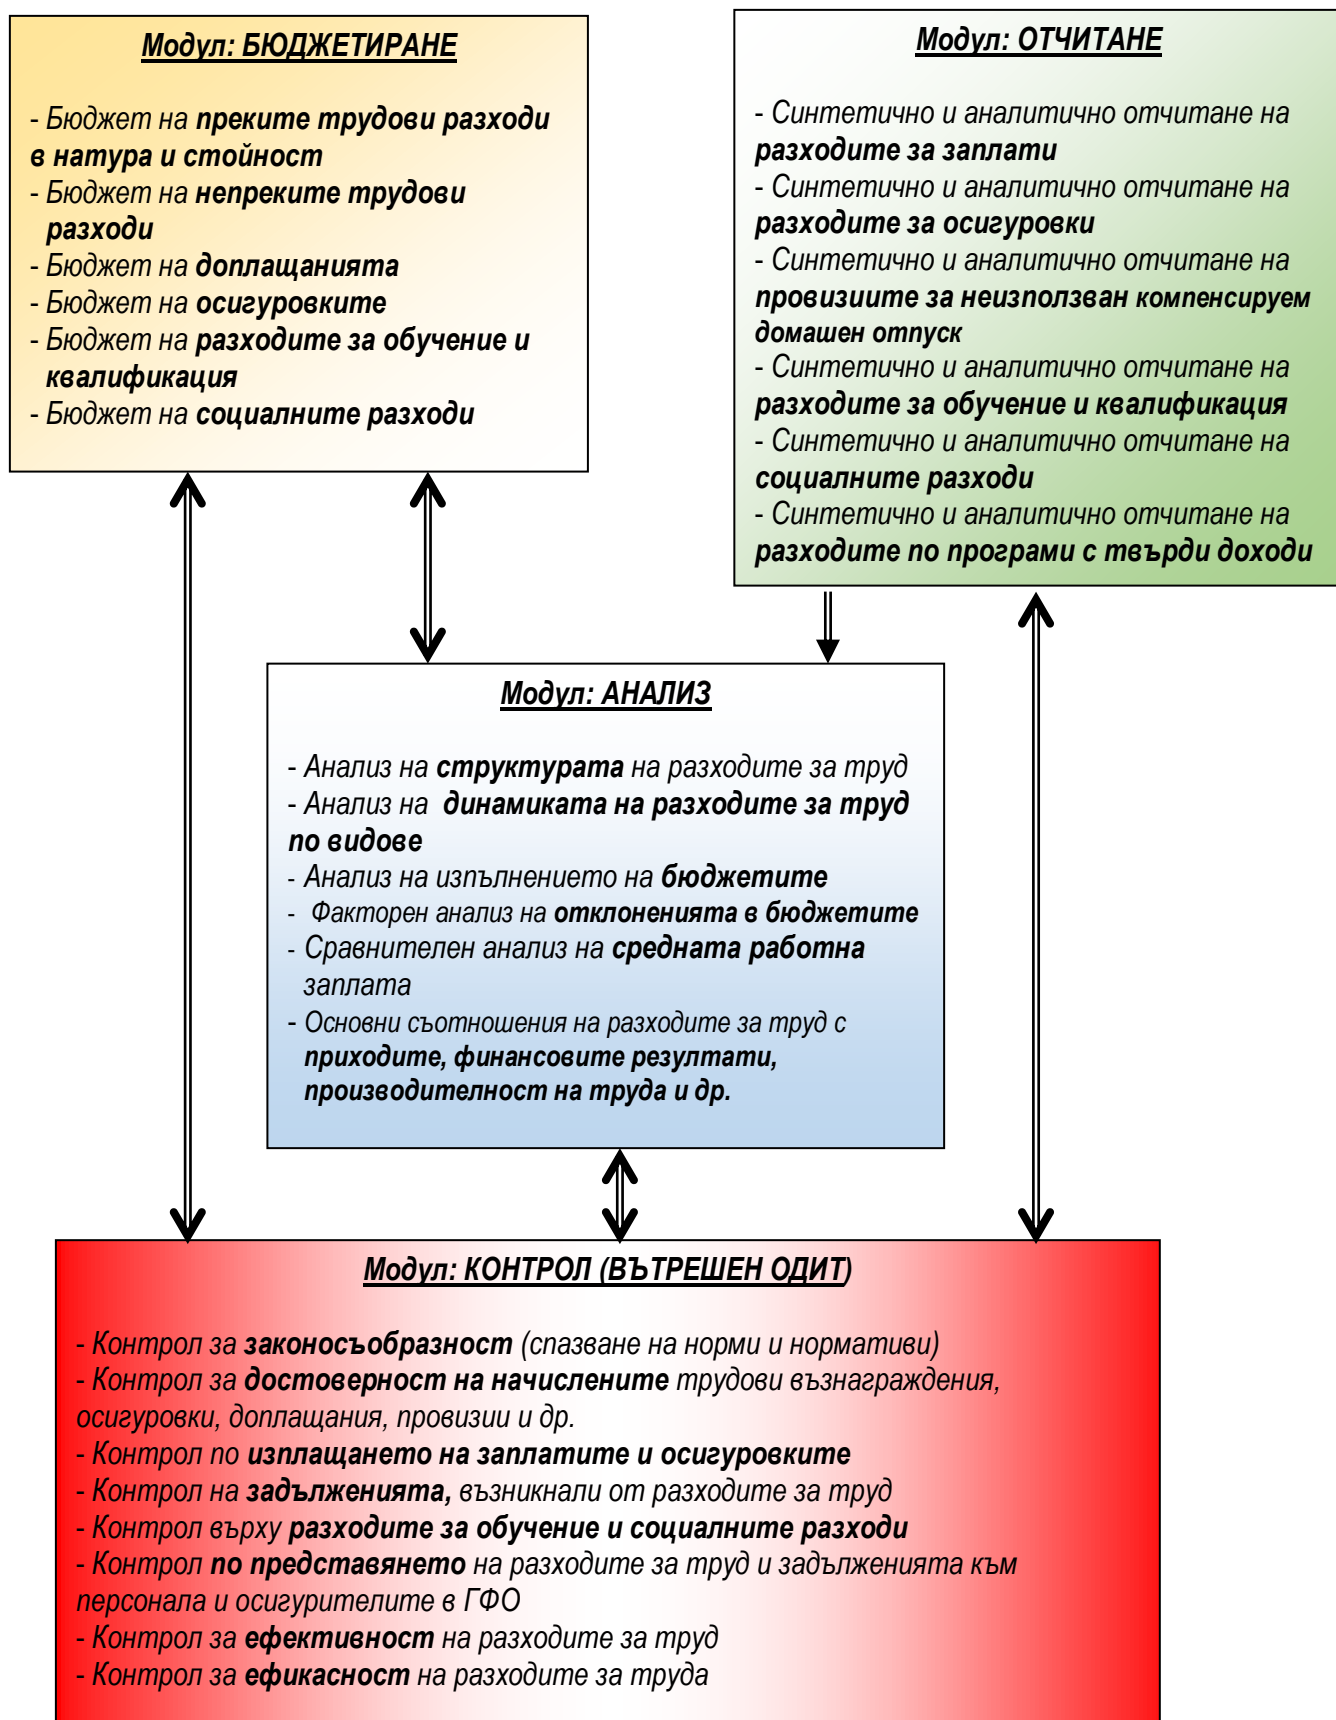 Модул: БЮДЖЕТИРАНЕ
- Бюджет на преките трудови разходи
в натура и стойност
- Бюджет на непреките трудови
разходи
- Бюджет на доплащанията
- Бюджет на осигуровките
- Бюджет на разходите за обучение и
квалификация
- Бюджет на социалните разходи
Модул: ОТЧИТАНЕ
- Синтетично и аналитично отчитане на
разходите за заплати
- Синтетично и аналитично отчитане на
разходите за осигуровки
- Синтетично и аналитично отчитане на
провизиите за неизползван компенсируем
домашен отпуск
- Синтетично и аналитично отчитане на
разходите за обучение и квалификация
- Синтетично и аналитично отчитане на
социалните разходи
- Синтетично и аналитично отчитане на
разходите по програми с твърди доходи
Модул: АНАЛИЗ
- Анализ на структурата на разходите за труд
- Анализ на динамиката на разходите за труд
по видове
- Анализ на изпълнението на бюджетите
- Факторен анализ на отклоненията в бюджетите
- Сравнителен анализ на средната работна
заплата
- Основни съотношения на разходите за труд с
приходите, финансовите резултати,
производителност на труда и др.
Модул: КОНТРОЛ (ВЪТРЕШЕН ОДИТ)
- Контрол за законосъобразност (спазване на норми и нормативи)
- Контрол за достоверност на начислените трудови възнаграждения,
осигуровки, доплащания, провизии и др.
- Контрол по изплащането на заплатите и осигуровките
- Контрол на задълженията, възникнали от разходите за труд
- Контрол върху разходите за обучение и социалните разходи
- Контрол по представянето на разходите за труд и задълженията към
персонала и осигурителите в ГФО
- Контрол за ефективност на разходите за труд
- Контрол за ефикасност на разходите за труда